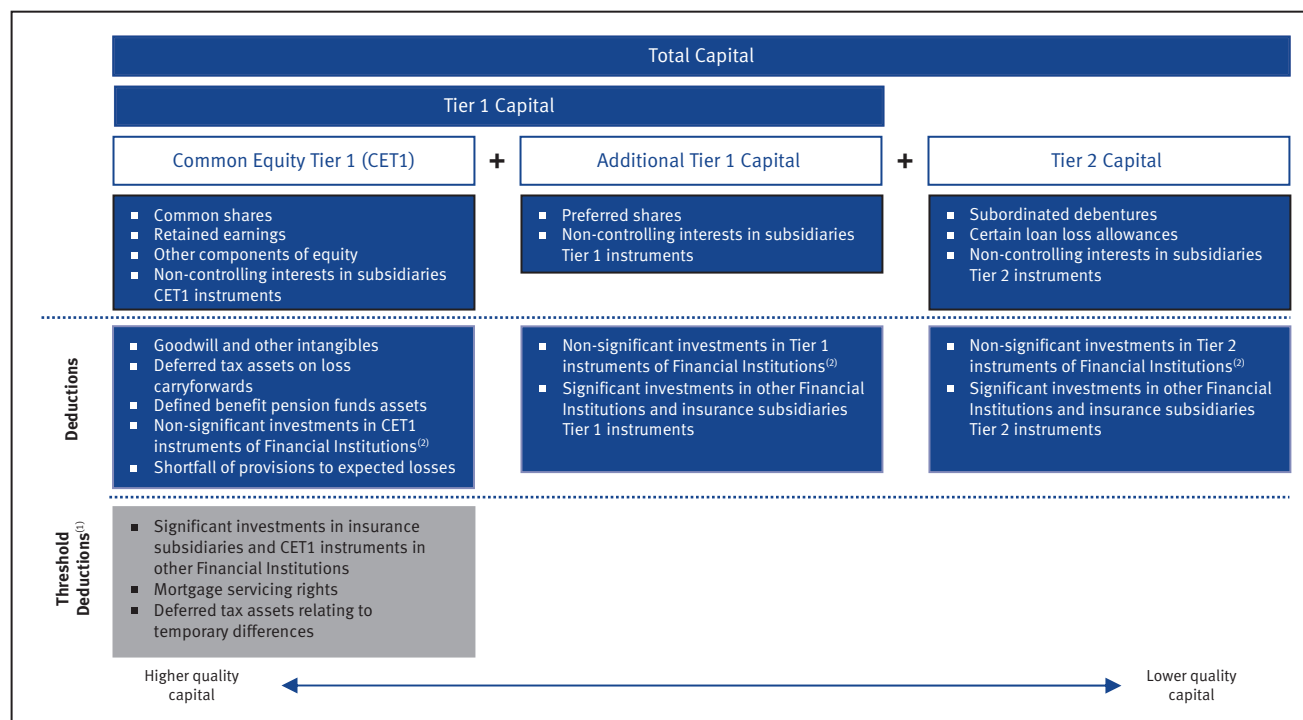 Total Capital
Tier 1 Capital
Common Equity Tier 1 (CET1)
+
Additional Tier 1 Capital
+
Tier 2 Capital
■ Common shares
■ Retained earnings
■ Other components of equity
■ Non-controlling interests in subsidiaries
CET1 instruments
■ Preferred shares
■ Non-controlling interests in subsidiaries
Tier 1 instruments
■ Subordinated debentures
■ Certain loan loss allowances
■ Non-controlling interests in subsidiaries
Tier 2 instruments
Deductions
■ Goodwill and other intangibles
■ Deferred tax assets on loss
carryforwards
■ Defined benefit pension funds assets
■ Non-significant investments in CET1
instruments of Financial Institutions(2)
■ Shortfall of provisions to expected losses
■ Non-significant investments in Tier 1
instruments of Financial Institutions(2)
■ Significant investments in other Financial
Institutions and insurance subsidiaries
Tier 1 instruments
■ Non-significant investments in Tier 2
instruments of Financial Institutions(2)
■ Significant investments in other Financial
Institutions and insurance subsidiaries
Tier 2 instruments
Threshold
Deductions(1)
■ Significant investments in insurance
subsidiaries and CET1 instruments in
other Financial Institutions
■ Mortgage servicing rights
■ Deferred tax assets relating to
temporary differences
Higher quality
capital
Lower quality
capital